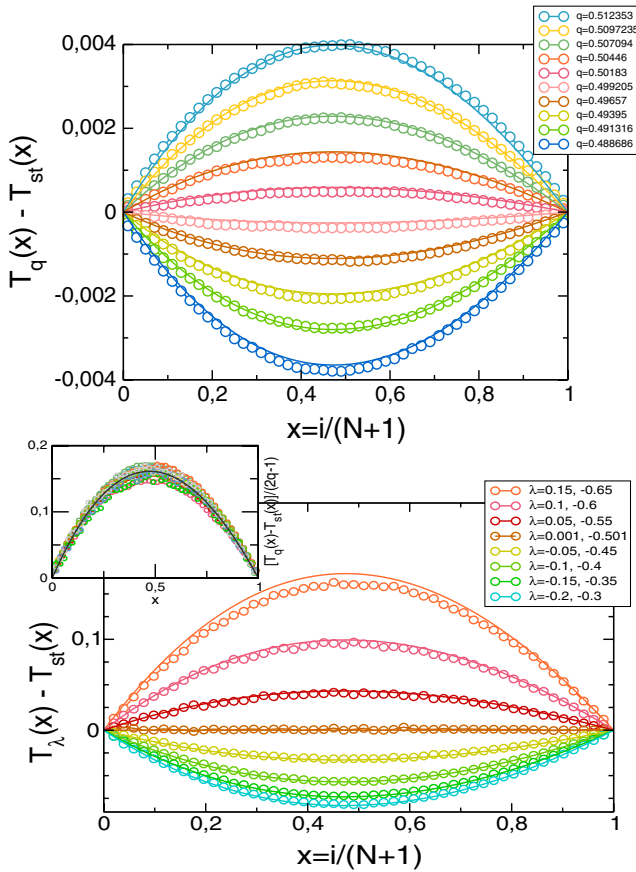 0,004
0,002
0
-0,002
-0,004
T_q(x) - T_st(x)
0
0,2
0,4
0,6
0,8
1
x=i/(N+1)
q=0.512353
q=0.5097235
q=0.507094
q=0.50446
q=0.50183
q=0.499205
q=0.49657
q=0.49395
q=0.491316
q=0.488686
0,2
0,1
0
0
0,5
1
x
[T_q(x)-T_st(x)]/(2q-1)
λ=0.15, -0.65
λ=0.1, -0.6
λ=0.05, -0.55
λ=0.001, -0.501
λ=-0.05, -0.45
λ=-0.1, -0.4
λ=-0.15, -0.35
λ=-0.2, -0.3
0,1
0
T_λ(x) - T_st(x)
0
0,2
0,4
0,6
0,8
1
x=i/(N+1)